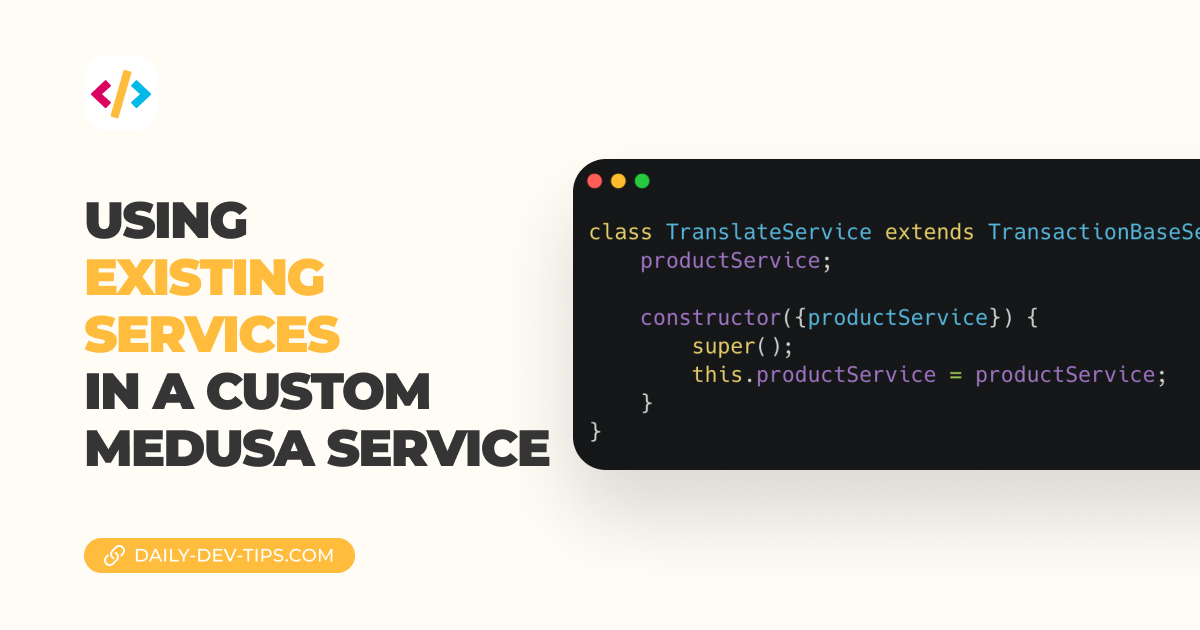 USING
EXISTING
SERVICES
IN A CUSTOM
MEDUSA SERVICE
DAILY-DEV-TIPS.COM
class TranslateService extends TransactionBaseSe
    productService;

    constructor({productService}) {
        super();
        this.productService = productService;
    }
}